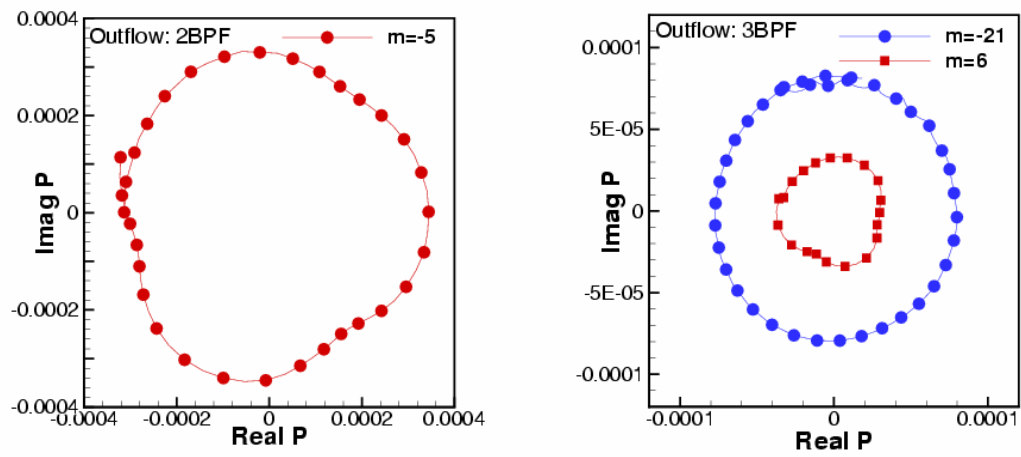 Outflow: 2BPF
m=-5
0.0004
0.0002
0
-0.0002
-0.0004
Imag P
-0.0004
-0.0002
0
0.0002
0.0004
Real P
Outflow: 3BPF
m=-21
m=6
0.0001
5E-05
0
-5E-05
-0.0001
Imag P
-0.0001
0
0.0001
Real P